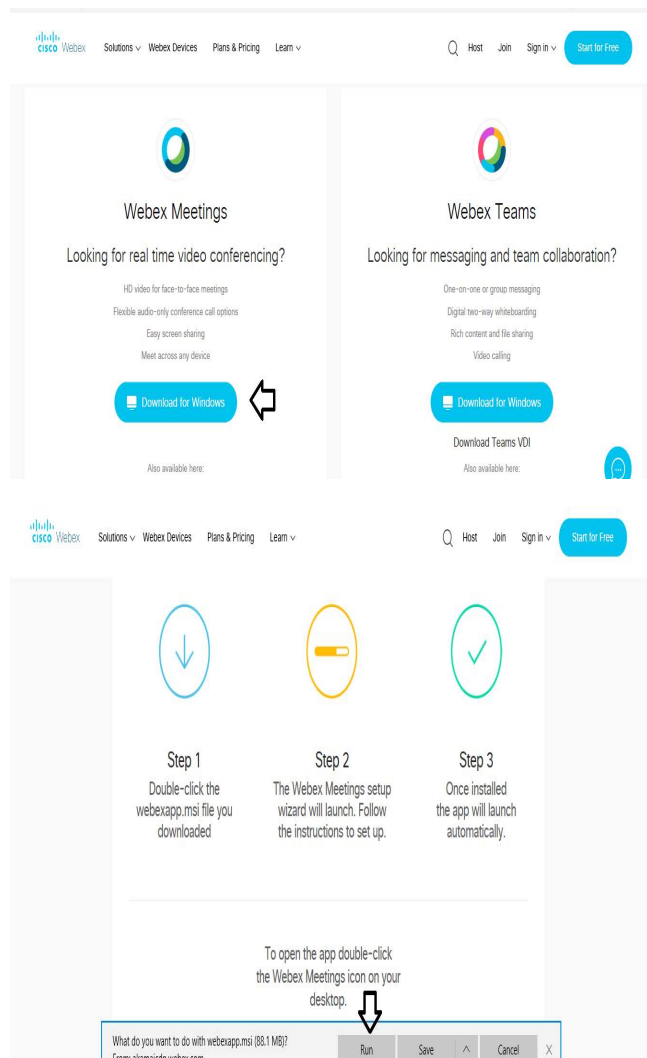 cisco Webex Solutions Webex Devices Plans & Pricing Learn Host Join Sign in Start for Free
Webex Meetings
Looking for real time video conferencing?
HD video for face-to-face meetings
Flexible audio-only conference call options
Easy screen sharing
Meet across any device
Download for Windows
Also available here:
Webex Teams
Looking for messaging and team collaboration?
One-on-one or group messaging
Digital two-way whiteboarding
Rich content and file sharing
Video calling
Download for Windows
Download Teams VDI
Also available here:
cisco Webex Solutions Webex Devices Plans & Pricing Learn Host Join Sign in Start for Free
Step 1
Double-click the
webexapp.msi file you
downloaded
Step 2
The Webex Meetings setup
wizard will launch. Follow
the instructions to set up.
Step 3
Once installed
the app will launch
automatically.
To open the app double-click
the Webex Meetings icon on your
desktop.
What do you want to do with webexapp.msi (88.1 MB)?
Run Save Cancel
From: akamaicdn.webex.com